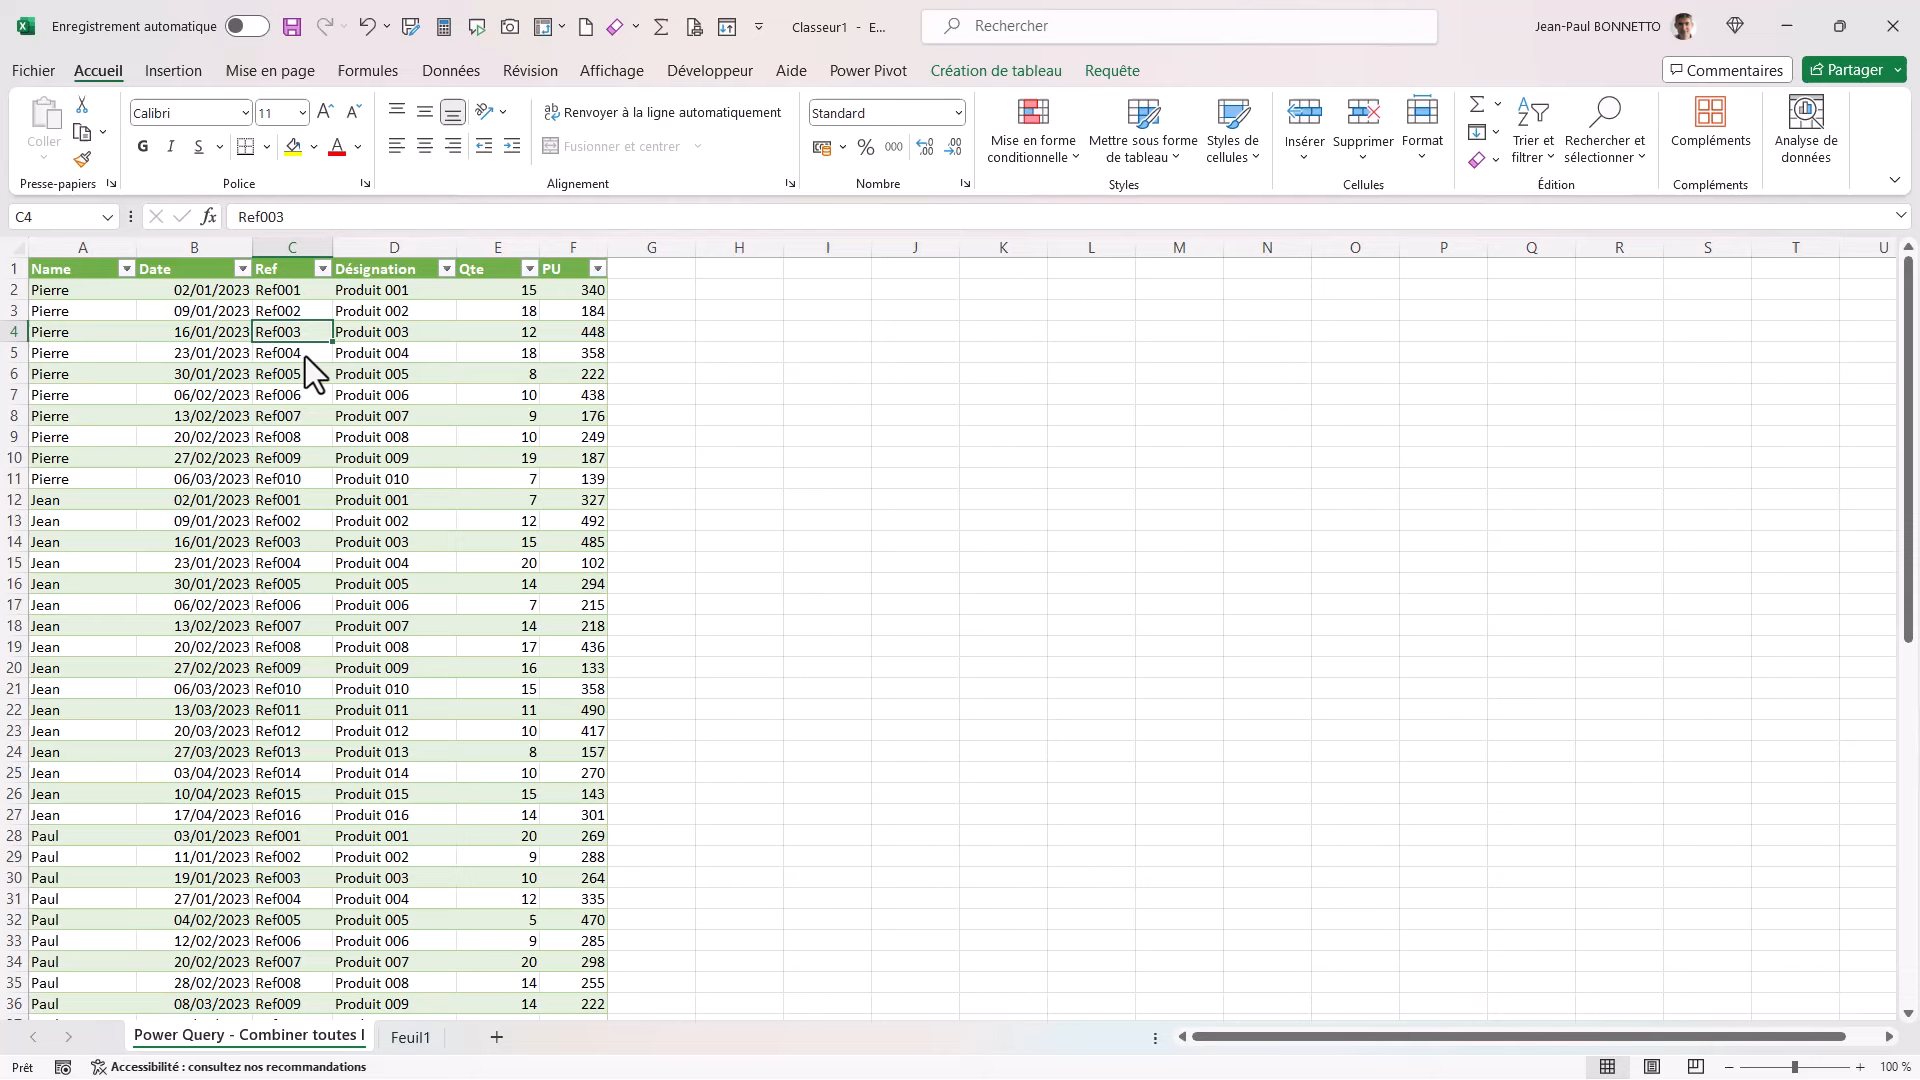 Enregistrement automatique
Classeur1 - E...
Rechercher
Jean-Paul BONNETTO
Fichier Accueil Insertion Mise en page Formules Données Révision Affichage Développeur Aide Power Pivot Création de tableau Requête
Commentaires Partager
Coller
Calibri 11
G I S
Renvoyer à la ligne automatiquement
Fusionner et centrer
Standard
% 000
Mise en forme conditionnelle
Mettre sous forme de tableau
Styles de cellules
Insérer Supprimer Format
Trier et filtrer
Rechercher et sélectionner
Compléments
Analyse de données
Presse-papiers Police Alignement Nombre Styles Cellules Édition Compléments
C4 fx Ref003
A B C D E F G H I J K L M N O P Q R S T U
1 Name Date Ref Désignation Qte PU
2 Pierre 02/01/2023 Ref001 Produit 001 15 340
3 Pierre 09/01/2023 Ref002 Produit 002 18 184
4 Pierre 16/01/2023 Ref003 Produit 003 12 448
5 Pierre 23/01/2023 Ref004 Produit 004 18 358
6 Pierre 30/01/2023 Ref005 Produit 005 8 222
7 Pierre 06/02/2023 Ref006 Produit 006 10 438
8 Pierre 13/02/2023 Ref007 Produit 007 9 176
9 Pierre 20/02/2023 Ref008 Produit 008 10 249
10 Pierre 27/02/2023 Ref009 Produit 009 19 187
11 Pierre 06/03/2023 Ref010 Produit 010 7 139
12 Jean 02/01/2023 Ref001 Produit 001 7 327
13 Jean 09/01/2023 Ref002 Produit 002 12 492
14 Jean 16/01/2023 Ref003 Produit 003 15 485
15 Jean 23/01/2023 Ref004 Produit 004 20 102
16 Jean 30/01/2023 Ref005 Produit 005 14 294
17 Jean 06/02/2023 Ref006 Produit 006 7 215
18 Jean 13/02/2023 Ref007 Produit 007 14 218
19 Jean 20/02/2023 Ref008 Produit 008 17 436
20 Jean 27/02/2023 Ref009 Produit 009 16 133
21 Jean 06/03/2023 Ref010 Produit 010 15 358
22 Jean 13/03/2023 Ref011 Produit 011 11 490
23 Jean 20/03/2023 Ref012 Produit 012 10 417
24 Jean 27/03/2023 Ref013 Produit 013 8 157
25 Jean 03/04/2023 Ref014 Produit 014 10 270
26 Jean 10/04/2023 Ref015 Produit 015 15 143
27 Jean 17/04/2023 Ref016 Produit 016 14 301
28 Paul 03/01/2023 Ref001 Produit 001 20 269
29 Paul 11/01/2023 Ref002 Produit 002 9 288
30 Paul 19/01/2023 Ref003 Produit 003 10 264
31 Paul 27/01/2023 Ref004 Produit 004 12 335
32 Paul 04/02/2023 Ref005 Produit 005 5 470
33 Paul 12/02/2023 Ref006 Produit 006 9 285
34 Paul 20/02/2023 Ref007 Produit 007 20 298
35 Paul 28/02/2023 Ref008 Produit 008 14 255
36 Paul 08/03/2023 Ref009 Produit 009 14 222
Power Query - Combiner toutes l Feuil1
Prêt Accessibilité : consultez nos recommandations 100 %